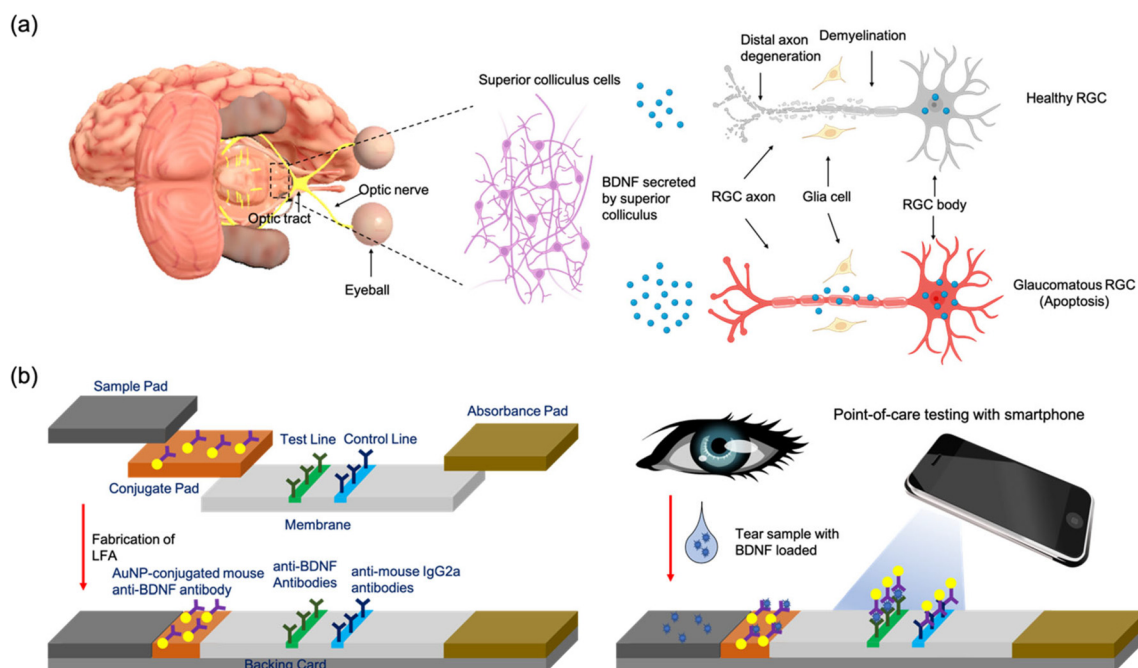 (a)
Superior colliculus cells
Optic nerve
Optic tract
Eyeball
BDNF secreted
by superior
colliculus
Distal axon
degeneration
Demyelination
Healthy RGC
RGC axon
Glia cell
RGC body
Glaucomatous RGC
(Apoptosis)
(b)
Sample Pad
Absorbance Pad
Test Line
Control Line
Conjugate Pad
Membrane
Fabrication of
LFA
AuNP-conjugated mouse
anti-BDNF antibody
anti-BDNF
Antibodies
anti-mouse IgG2a
antibodies
Backing Card
Point-of-care testing with smartphone
Tear sample with
BDNF loaded